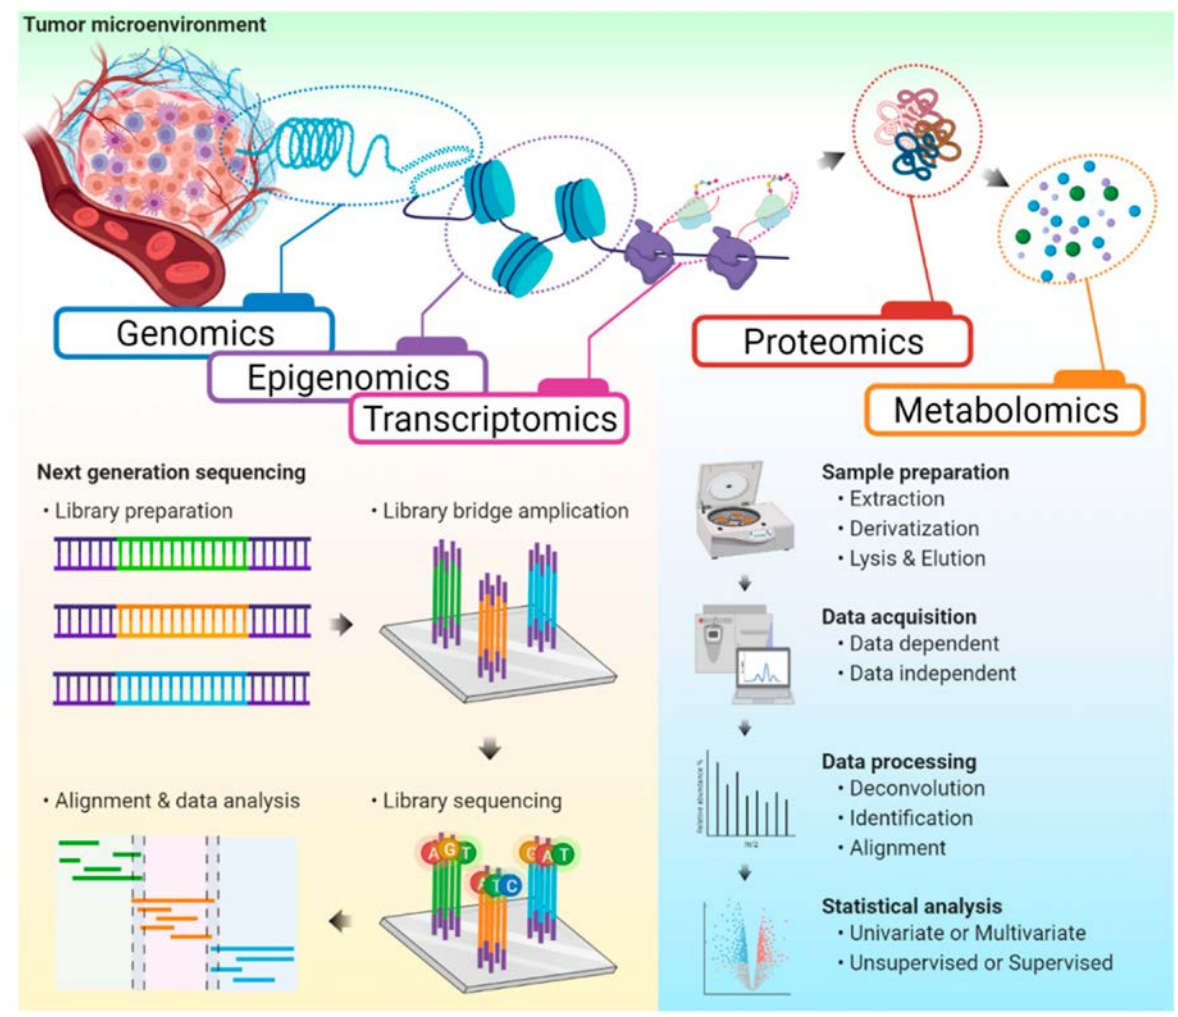 Tumor microenvironment
Genomics
Epigenomics
Transcriptomics
Proteomics
Metabolomics
Next generation sequencing
• Library preparation
• Library bridge amplication
• Alignment & data analysis
• Library sequencing
A G T
A T C
G A T
Sample preparation
• Extraction
• Derivatization
• Lysis & Elution
Data acquisition
• Data dependent
• Data independent
Data processing
• Deconvolution
• Identification
• Alignment
Relative abundance %
m/z
Statistical analysis
• Univariate or Multivariate
• Unsupervised or Supervised